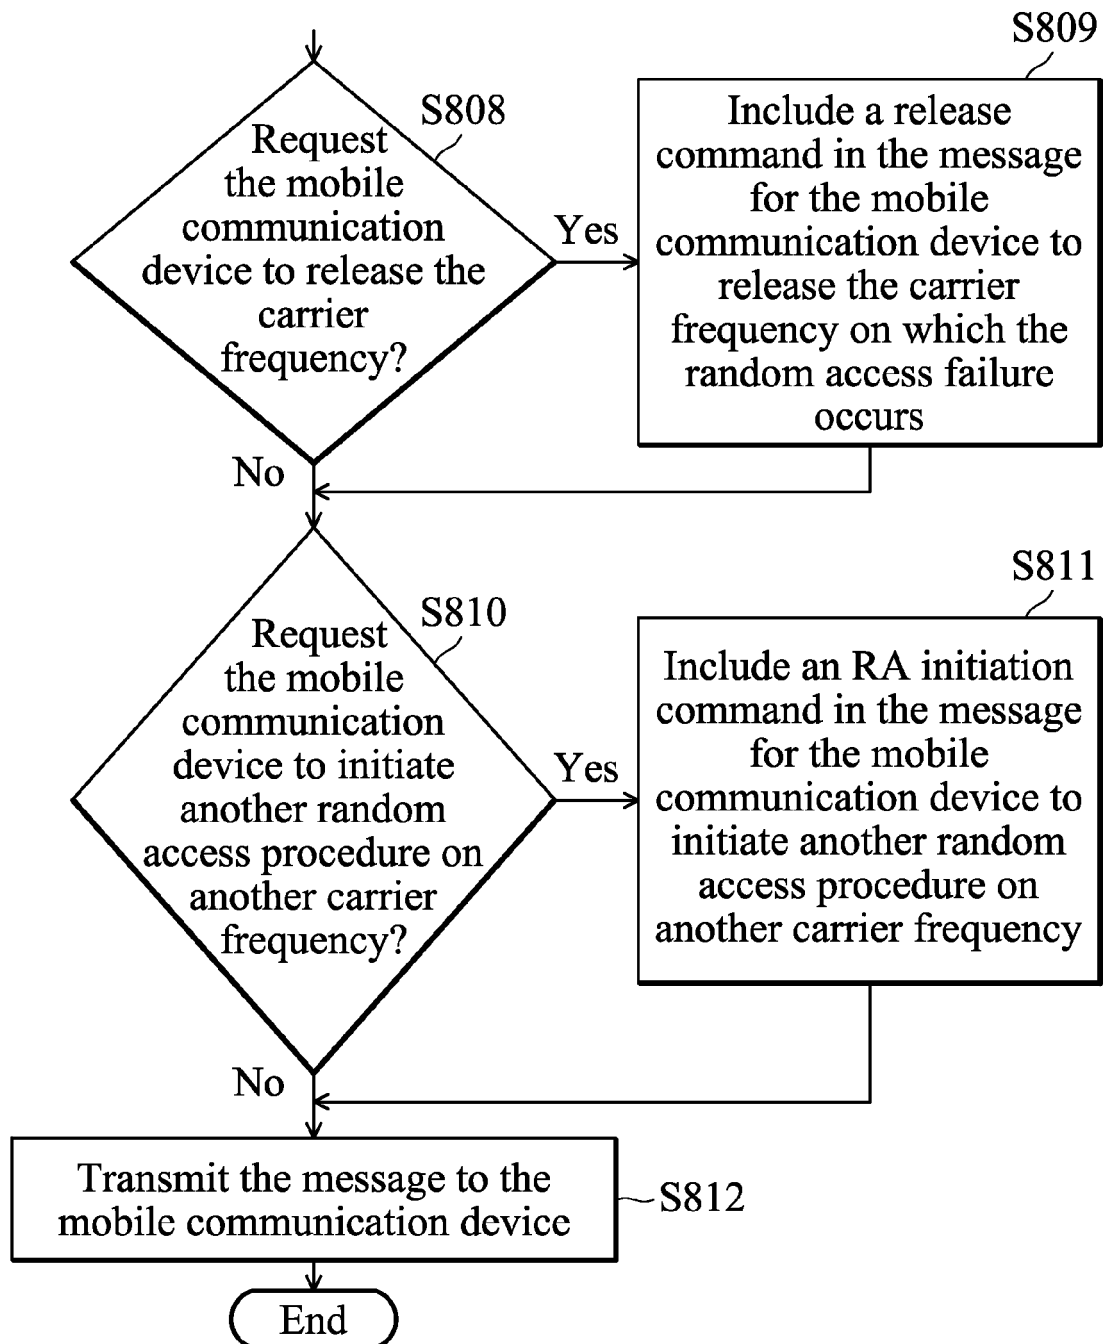 S808
Request
the mobile
communication
device to release the
carrier
frequency?
Yes
No
S809
Include a release
command in the message
for the mobile
communication device to
release the carrier
frequency on which the
random access failure
occurs
S810
Request
the mobile
communication
device to initiate
another random
access procedure on
another carrier
frequency?
Yes
No
S811
Include an RA initiation
command in the message
for the mobile
communication device to
initiate another random
access procedure on
another carrier frequency
Transmit the message to the
mobile communication device
S812
End